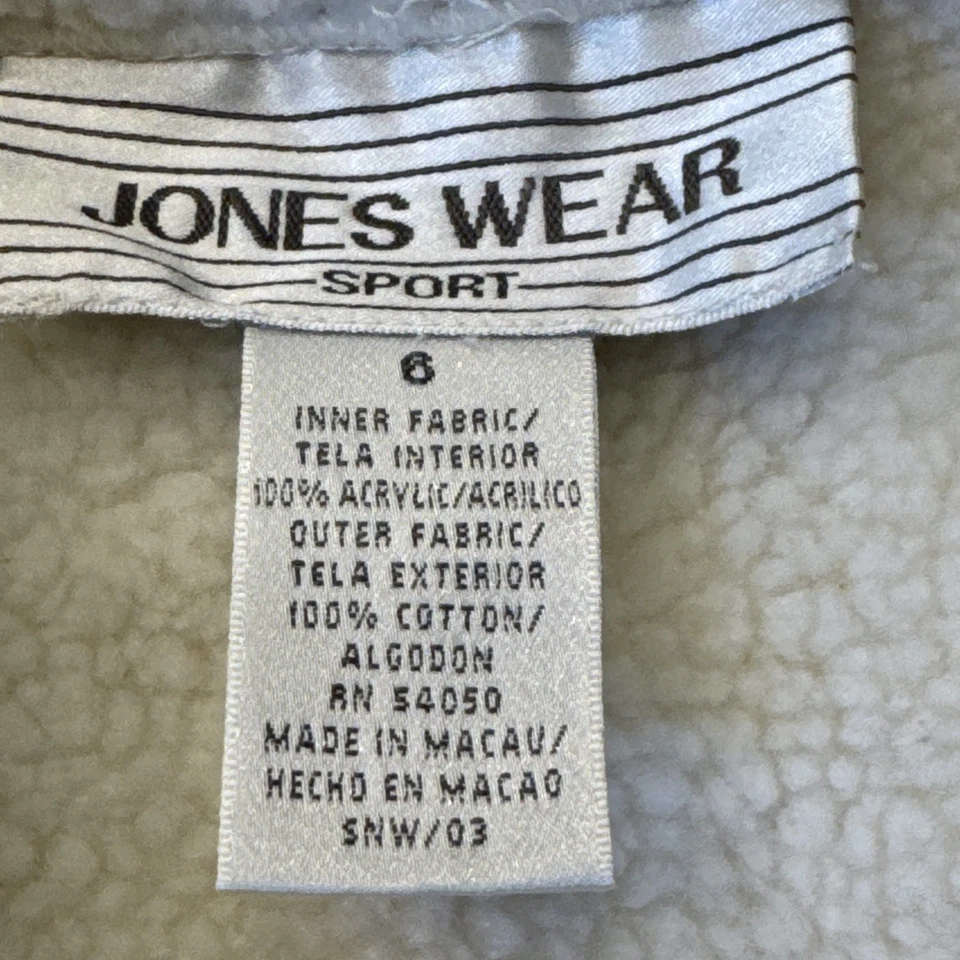 JONES WEAR
SPORT
6
INNER FABRIC/
TELA INTERIOR
100% ACRYLIC/ACRILICO
OUTER FABRIC/
TELA EXTERIOR
100% COTTON/
ALGODON
RN 54050
MADE IN MACAU/
HECHO EN MACAO
SNW/03